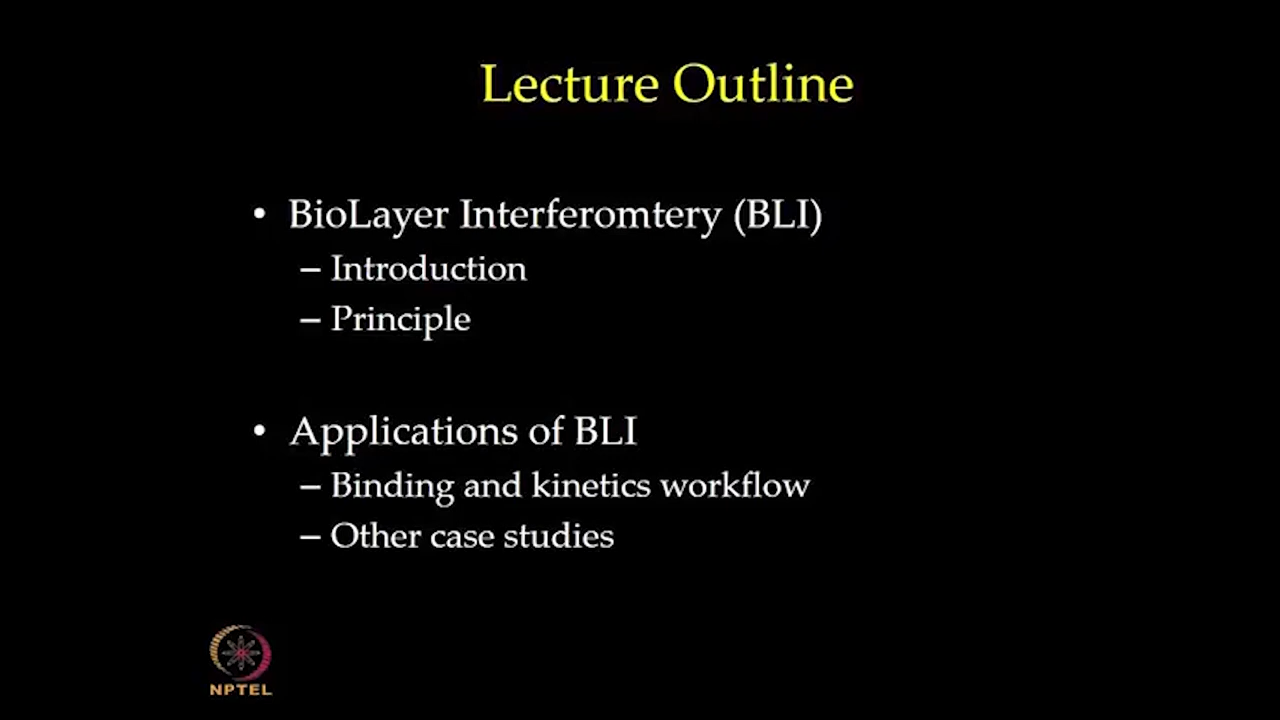 Lecture Outline
• BioLayer Interferomtery (BLI)
– Introduction
– Principle
• Applications of BLI
– Binding and kinetics workflow
– Other case studies
NPTEL